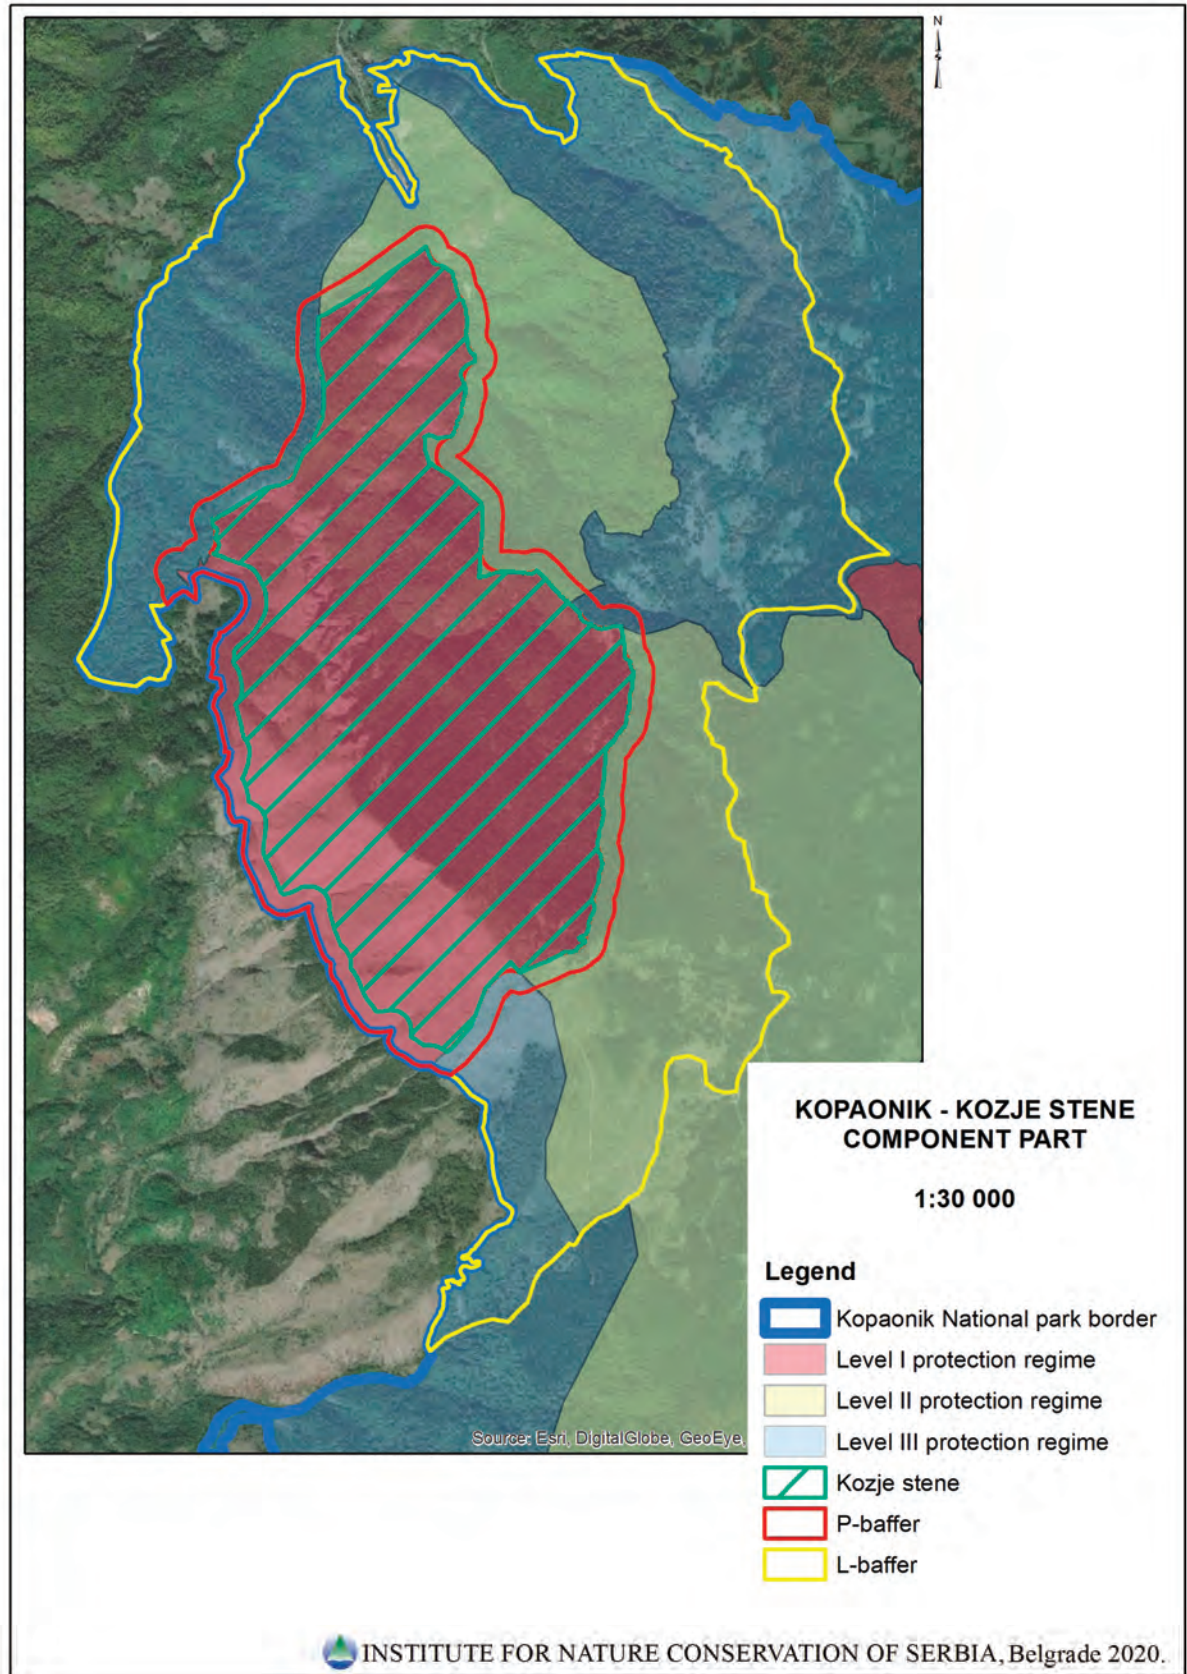 N
KOPAONIK - KOZJE STENE
COMPONENT PART
1:30 000
Legend
Kopaonik National park border
Level I protection regime
Level II protection regime
Level III protection regime
Kozje stene
P-baffer
L-baffer
Source: Esri, DigitalGlobe, GeoEye,
INSTITUTE FOR NATURE CONSERVATION OF SERBIA, Belgrade 2020.